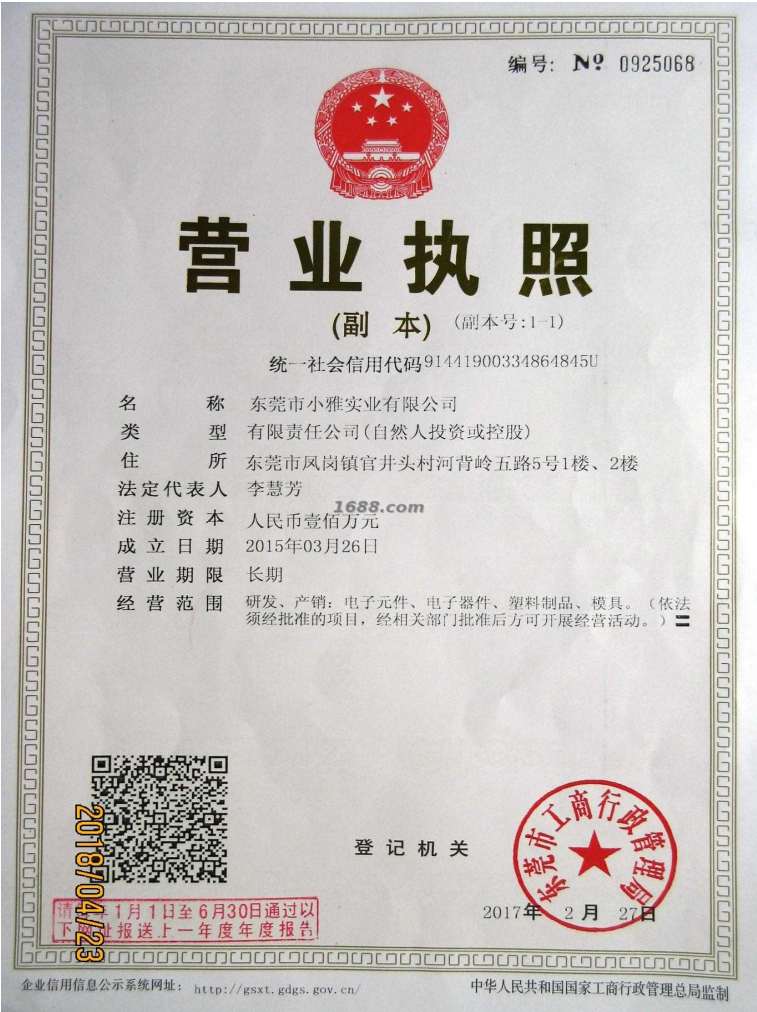 编号: № 0925068
营业执照
(副 本) (副本号:1-1)
统一社会信用代码91441900334864845U
名 称 东莞市小雅实业有限公司
类 型 有限责任公司(自然人投资或控股)
住 所 东莞市凤岗镇官井头村河背岭五路5号1楼、2楼
法定代表人 李慧芳
1688.com
注册资本 人民币壹佰万元
成立日期 2015年03月26日
营业期限 长期
经营范围 研发、产销：电子元件、电子器件、塑料制品、模具。（依法
须经批准的项目，经相关部门批准后方可开展经营活动。）
登记机关
东莞市工商行政管理局
2017年 2月 27日
2018/04/23
请 年1月1日至6月30日通过以
下网址报送上一年度年度报告
企业信用信息公示系统网址： http://gsxt.gdgs.gov.cn/
中华人民共和国国家工商行政管理总局监制